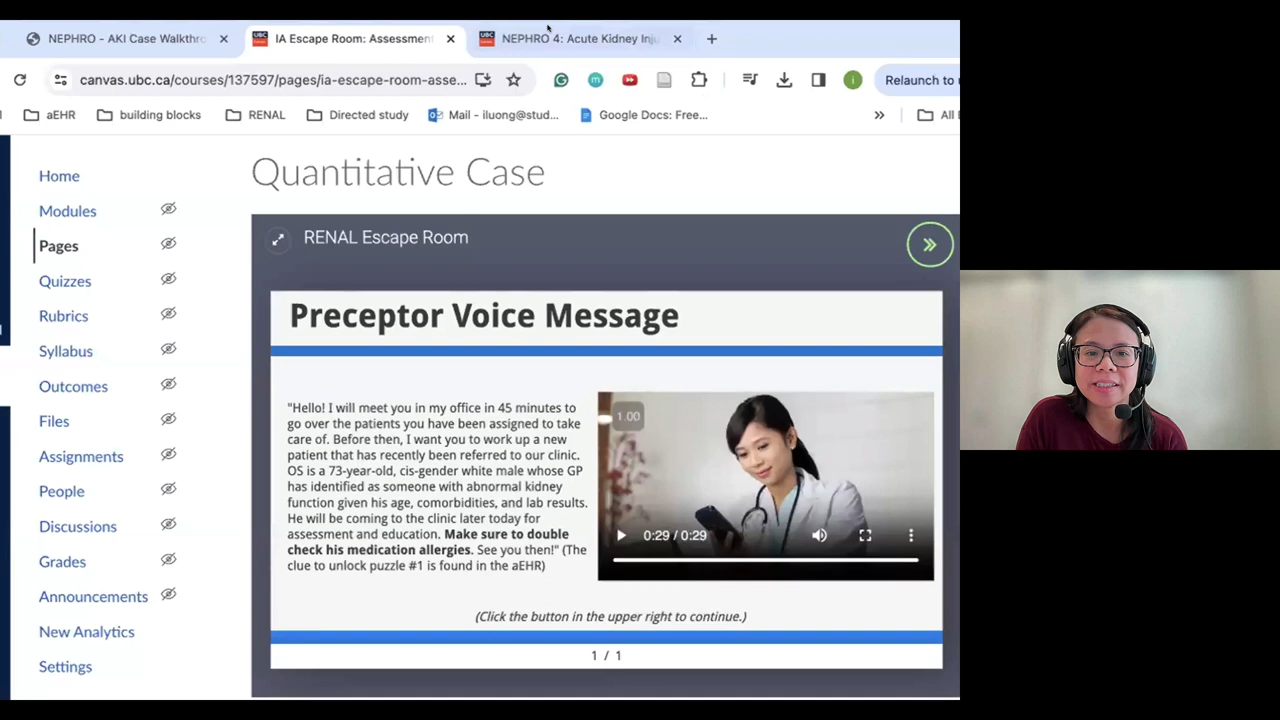 NEPHRO - AKI Case Walkthro
IA Escape Room: Assessment
NEPHRO 4: Acute Kidney Inju
canvas.ubc.ca/courses/137597/pages/ia-escape-room-asse...
Relaunch to
aEHR
building blocks
RENAL
Directed study
Mail - iluong@stud...
Google Docs: Free...
All
Home
Modules
Pages
Quizzes
Rubrics
Syllabus
Outcomes
Files
Assignments
People
Discussions
Grades
Announcements
New Analytics
Settings
Quantitative Case
RENAL Escape Room
Preceptor Voice Message
"Hello! I will meet you in my office in 45 minutes to
go over the patients you have been assigned to take
care of. Before then, I want you to work up a new
patient that has recently been referred to our clinic.
OS is a 73-year-old, cis-gender white male whose GP
has identified as someone with abnormal kidney
function given his age, comorbidities, and lab results.
He will be coming to the clinic later today for
assessment and education. Make sure to double
check his medication allergies. See you then!" (The
clue to unlock puzzle #1 is found in the aEHR)
1.00
0:29 / 0:29
(Click the button in the upper right to continue.)
1 / 1